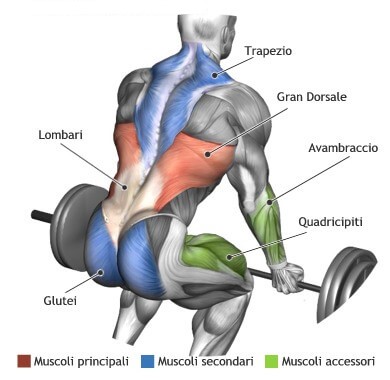 Trapezio
Gran Dorsale
Lombari
Avambraccio
Quadricipiti
Glutei
Muscoli principali
Muscoli secondari
Muscoli accessori